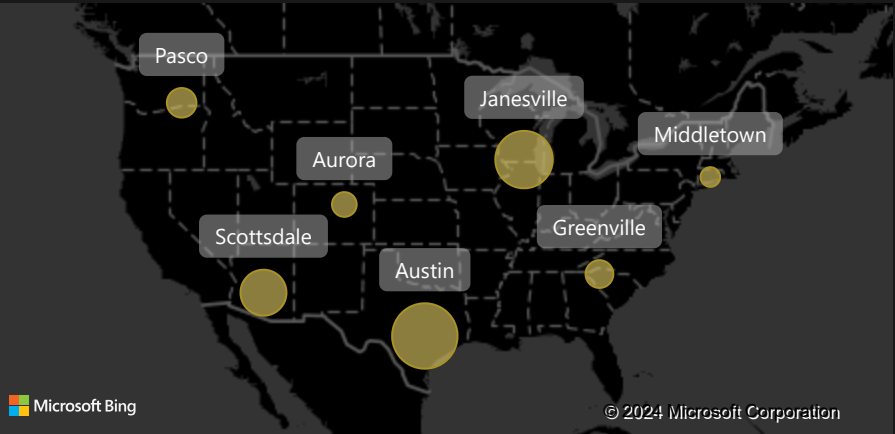 Pasco
Janesville
Middletown
Aurora
Greenville
Scottsdale
Austin
Microsoft Bing
© 2024 Microsoft Corporation